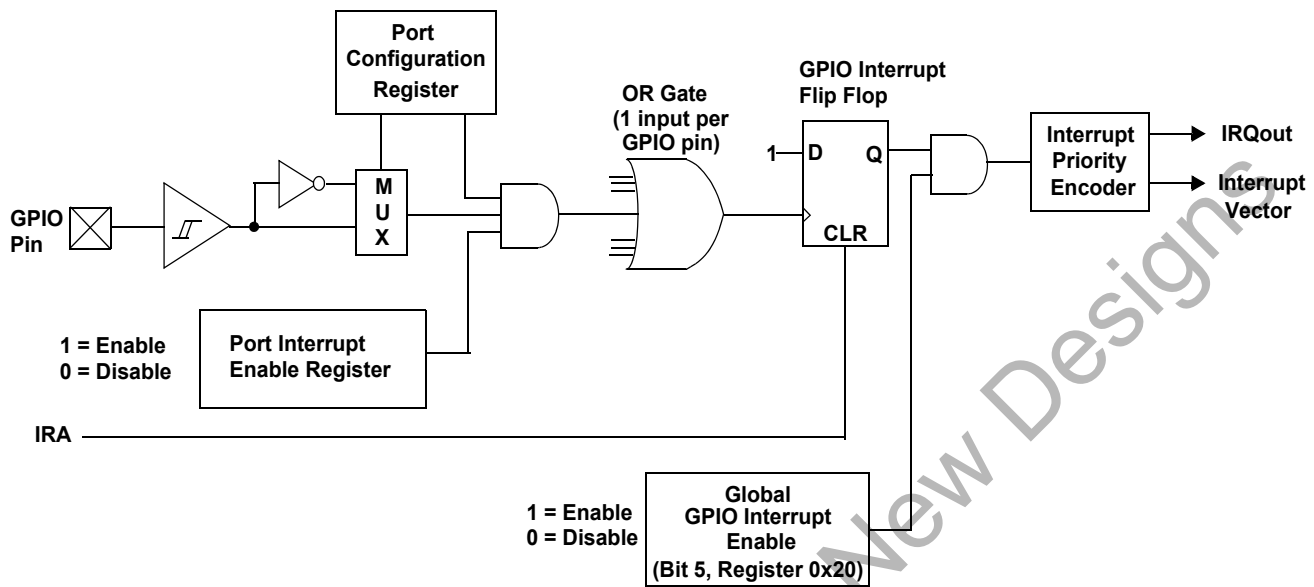 Port
Configuration
Register
GPIO Interrupt
Flip Flop
OR Gate
(1 input per
GPIO pin)
Interrupt
Priority
Encoder
IRQout
Interrupt
Vector
1
D
Q
CLR
M
U
X
GPIO
Pin
1 = Enable
0 = Disable
Port Interrupt
Enable Register
IRA
1 = Enable
0 = Disable
Global
GPIO Interrupt
Enable
(Bit 5, Register 0x20)
New Designs